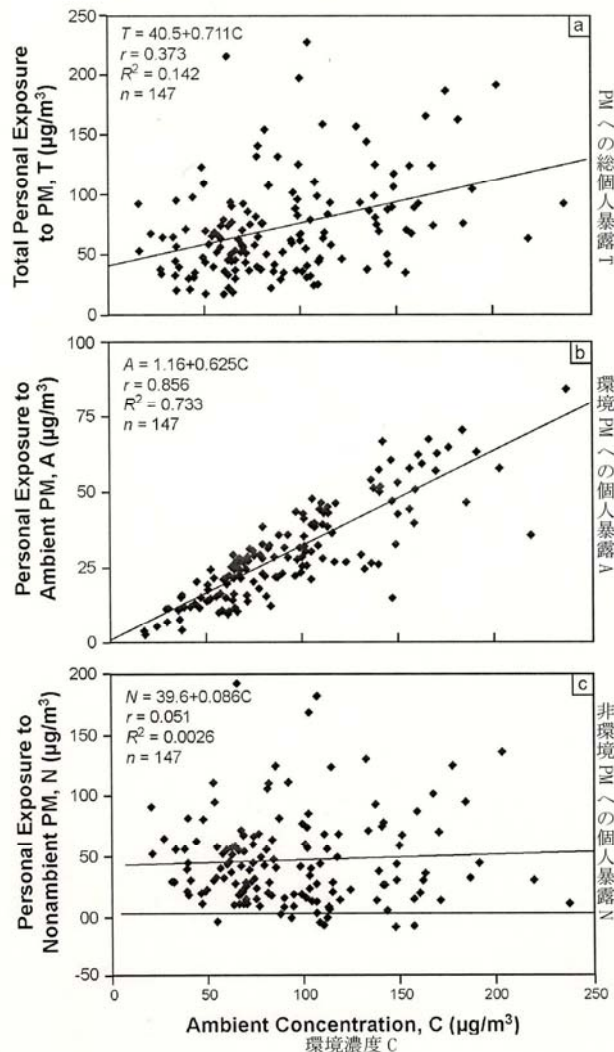 250
200
150
100
50
0
Total Personal Exposure
to PM, T (µg/m³)
T = 40.5+0.711C
r = 0.373
R² = 0.142
n = 147
a
PMへの総個人暴露T
100
75
50
25
0
Personal Exposure to
Ambient PM, A (µg/m³)
A = 1.16+0.625C
r = 0.856
R² = 0.733
n = 147
b
環境PMへの個人暴露A
200
150
100
50
00
-50
Personal Exposure to
Nonambient PM, N (µg/m³)
N = 39.6+0.086C
r = 0.051
R² = 0.0026
n = 147
c
非環境PMへの個人暴露N
0 50 100 150 200 250
Ambient Concentration, C (µg/m³)
環境濃度C